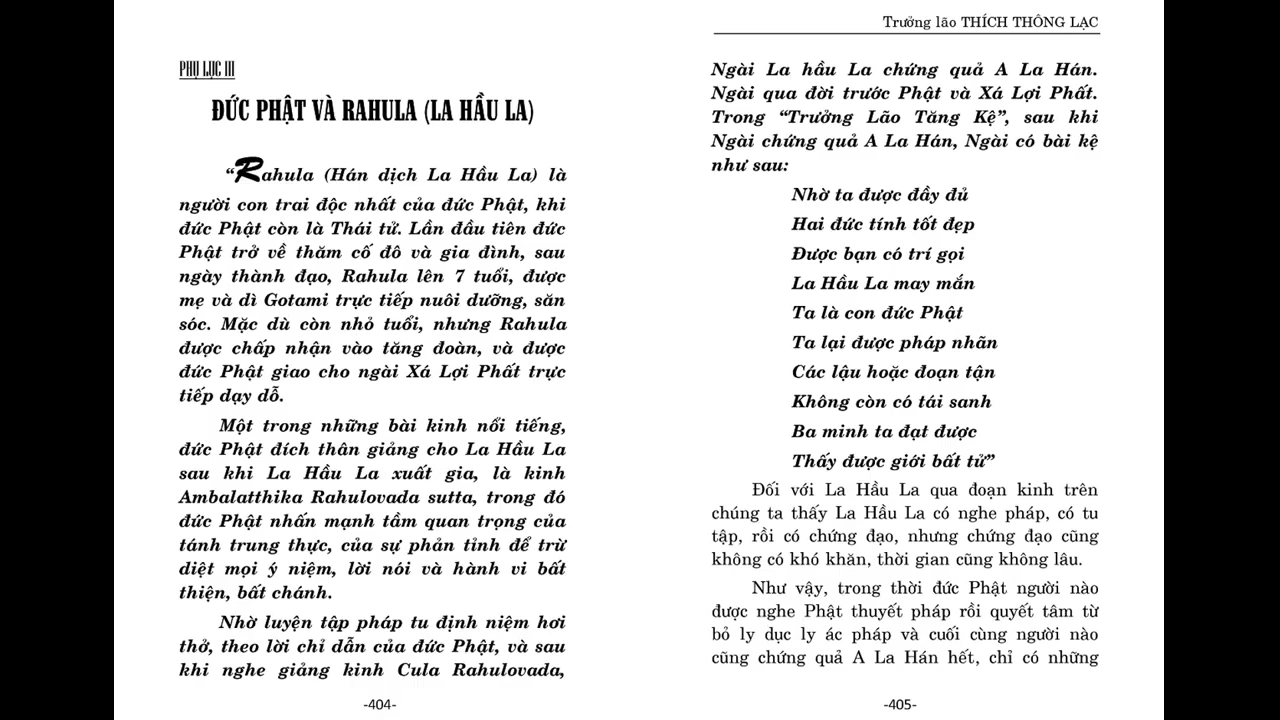 PHỤ LỤC III
ĐỨC PHẬT VÀ RAHULA (LA HẦU LA)
“Rahula (Hán dịch La Hầu La) là
người con trai độc nhất của đức Phật, khi
đức Phật còn là Thái tử. Lần đầu tiên đức
Phật trở về thăm cố đô và gia đình, sau
ngày thành đạo, Rahula lên 7 tuổi, được
mẹ và dì Gotami trực tiếp nuôi dưỡng, săn
sóc. Mặc dù còn nhỏ tuổi, nhưng Rahula
được chấp nhận vào tăng đoàn, và được
đức Phật giao cho ngài Xá Lợi Phất trực
tiếp dạy dỗ.
Một trong những bài kinh nổi tiếng,
đức Phật đích thân giảng cho La Hầu La
sau khi La Hầu La xuất gia, là kinh
Ambalatthika Rahulovada sutta, trong đó
đức Phật nhấn mạnh tầm quan trọng của
tánh trung thực, của sự phản tỉnh để trừ
diệt mọi ý niệm, lời nói và hành vi bất
thiện, bất chánh.
Nhờ luyện tập pháp tu định niệm hơi
thở, theo lời chỉ dẫn của đức Phật, và sau
khi nghe giảng kinh Cula Rahulovada,
-404-
Trưởng lão THÍCH THÔNG LẠC
Ngài La hầu La chứng quả A La Hán.
Ngài qua đời trước Phật và Xá Lợi Phất.
Trong “Trưởng Lão Tăng Kệ”, sau khi
Ngài chứng quả A La Hán, Ngài có bài kệ
như sau:
Nhờ ta được đầy đủ
Hai đức tính tốt đẹp
Được bạn có trí gọi
La Hầu La may mắn
Ta là con đức Phật
Ta lại được pháp nhãn
Các lậu hoặc đoạn tận
Không còn có tái sanh
Ba minh ta đạt được
Thấy được giới bất tử”
Đối với La Hầu La qua đoạn kinh trên
chúng ta thấy La Hầu La có nghe pháp, có tu
tập, rồi có chứng đạo, nhưng chứng đạo cũng
không có khó khăn, thời gian cũng không lâu.
Như vậy, trong thời đức Phật người nào
được nghe Phật thuyết pháp rồi quyết tâm từ
bỏ ly dục ly ác pháp và cuối cùng người nào
cũng chứng quả A La Hán hết, chỉ có những
-405-